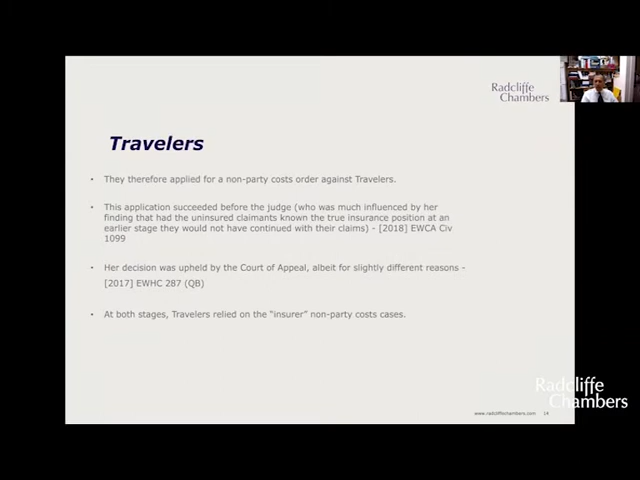 Radcliffe
Chambers
Travelers
• They therefore applied for a non-party costs order against Travelers.
• This application succeeded before the judge (who was much influenced by her
finding that had the uninsured claimants known the true insurance position at an
earlier stage they would not have continued with their claims) - [2018] EWCA Civ
1099
• Her decision was upheld by the Court of Appeal, albeit for slightly different reasons -
[2017] EWHC 287 (QB)
• At both stages, Travelers relied on the “insurer” non-party costs cases.
Radcliffe
Chambers
www.radcliffechambers.com 14